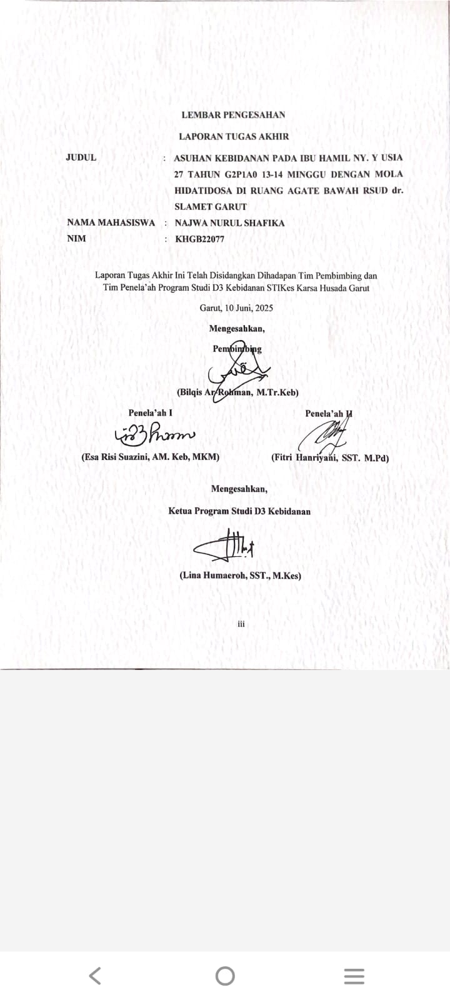 LEMBAR PENGESAHAN
LAPORAN TUGAS AKHIR
JUDUL : ASUHAN KEBIDANAN PADA IBU HAMIL NY. Y USIA
27 TAHUN G2P1A0 13-14 MINGGU DENGAN MOLA
HIDATIDOSA DI RUANG AGATE BAWAH RSUD dr.
SLAMET GARUT
NAMA MAHASISWA : NAJWA NURUL SHAFIKA
NIM : KHGB22077
Laporan Tugas Akhir Ini Telah Disidangkan Dihadapan Tim Pembimbing dan
Tim Penela’ah Program Studi D3 Kebidanan STIKes Karsa Husada Garut
Garut, 10 Juni, 2025
Mengesahkan,
Pembimbing
(Bilqis Ar-Rohman, M.Tr.Keb)
Penela’ah I Penela’ah II
(Esa Risi Suazini, AM. Keb, MKM) (Fitri Hanriyani, SST. M.Pd)
Mengesahkan,
Ketua Program Studi D3 Kebidanan
(Lina Humaeroh, SST., M.Kes)
iii